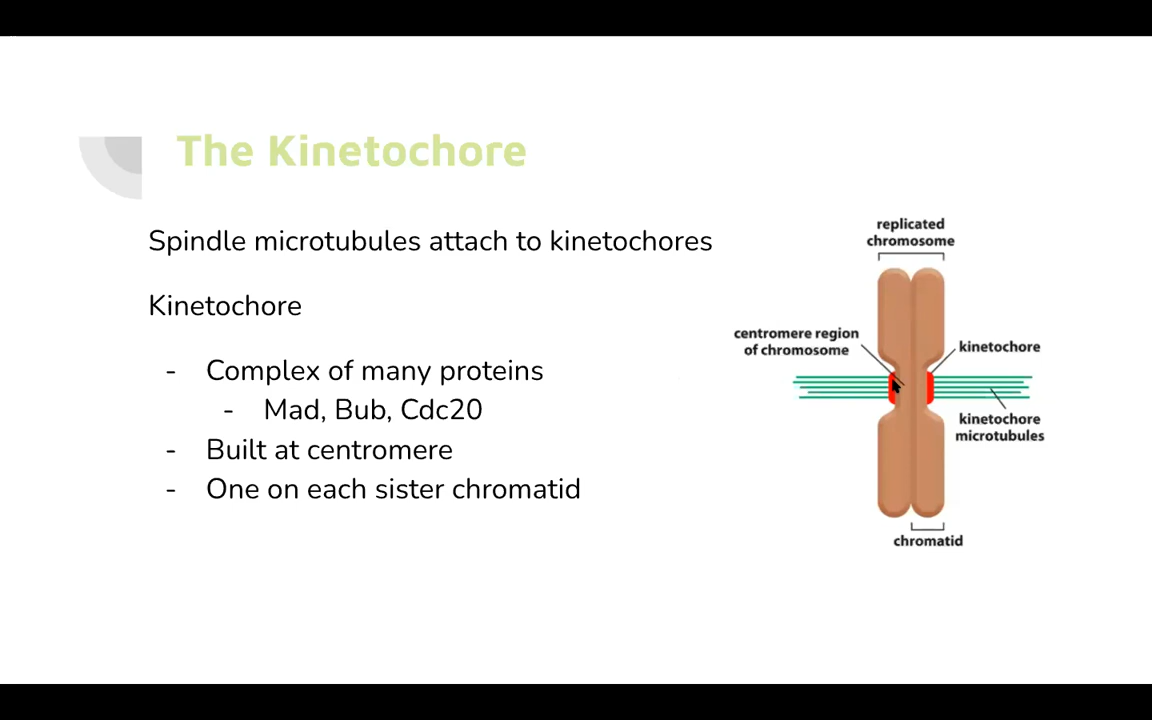 The Kinetochore
Spindle microtubules attach to kinetochores
Kinetochore
- Complex of many proteins
- Mad, Bub, Cdc20
- Built at centromere
- One on each sister chromatid
replicated
chromosome
centromere region
of chromosome
kinetochore
kinetochore
microtubules
chromatid